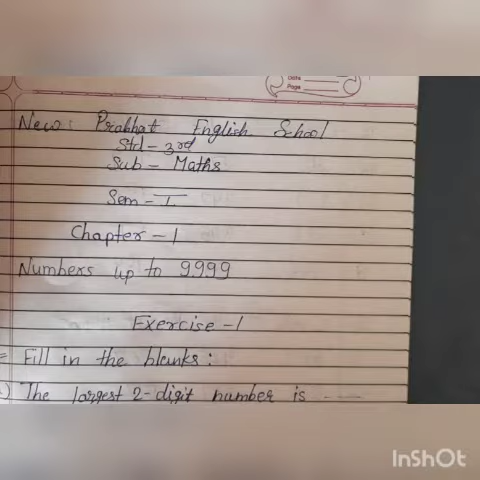 Date
Page
New: Prabhat English School
Std - 3rd
Sub - Maths
Sem - I
Chapter - 1
Numbers up to 9999
Exercise - 1
= Fill in the blanks :
) The largest 2-digit number is ----
InShOt